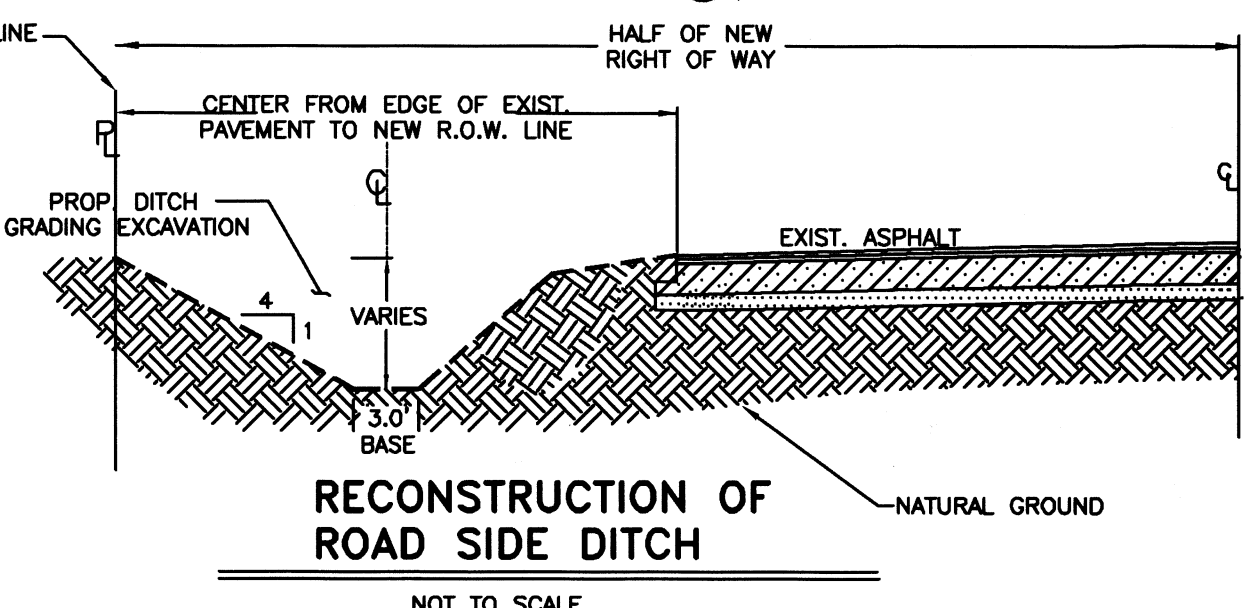 HALF OF NEW
RIGHT OF WAY
CENTER FROM EDGE OF EXIST.
PAVEMENT TO NEW R.O.W. LINE
PL
CL
CL
PROP. DITCH
GRADING EXCAVATION
EXIST. ASPHALT
4
1
VARIES
3.0'
BASE
NATURAL GROUND
RECONSTRUCTION OF
ROAD SIDE DITCH
NOT TO SCALE